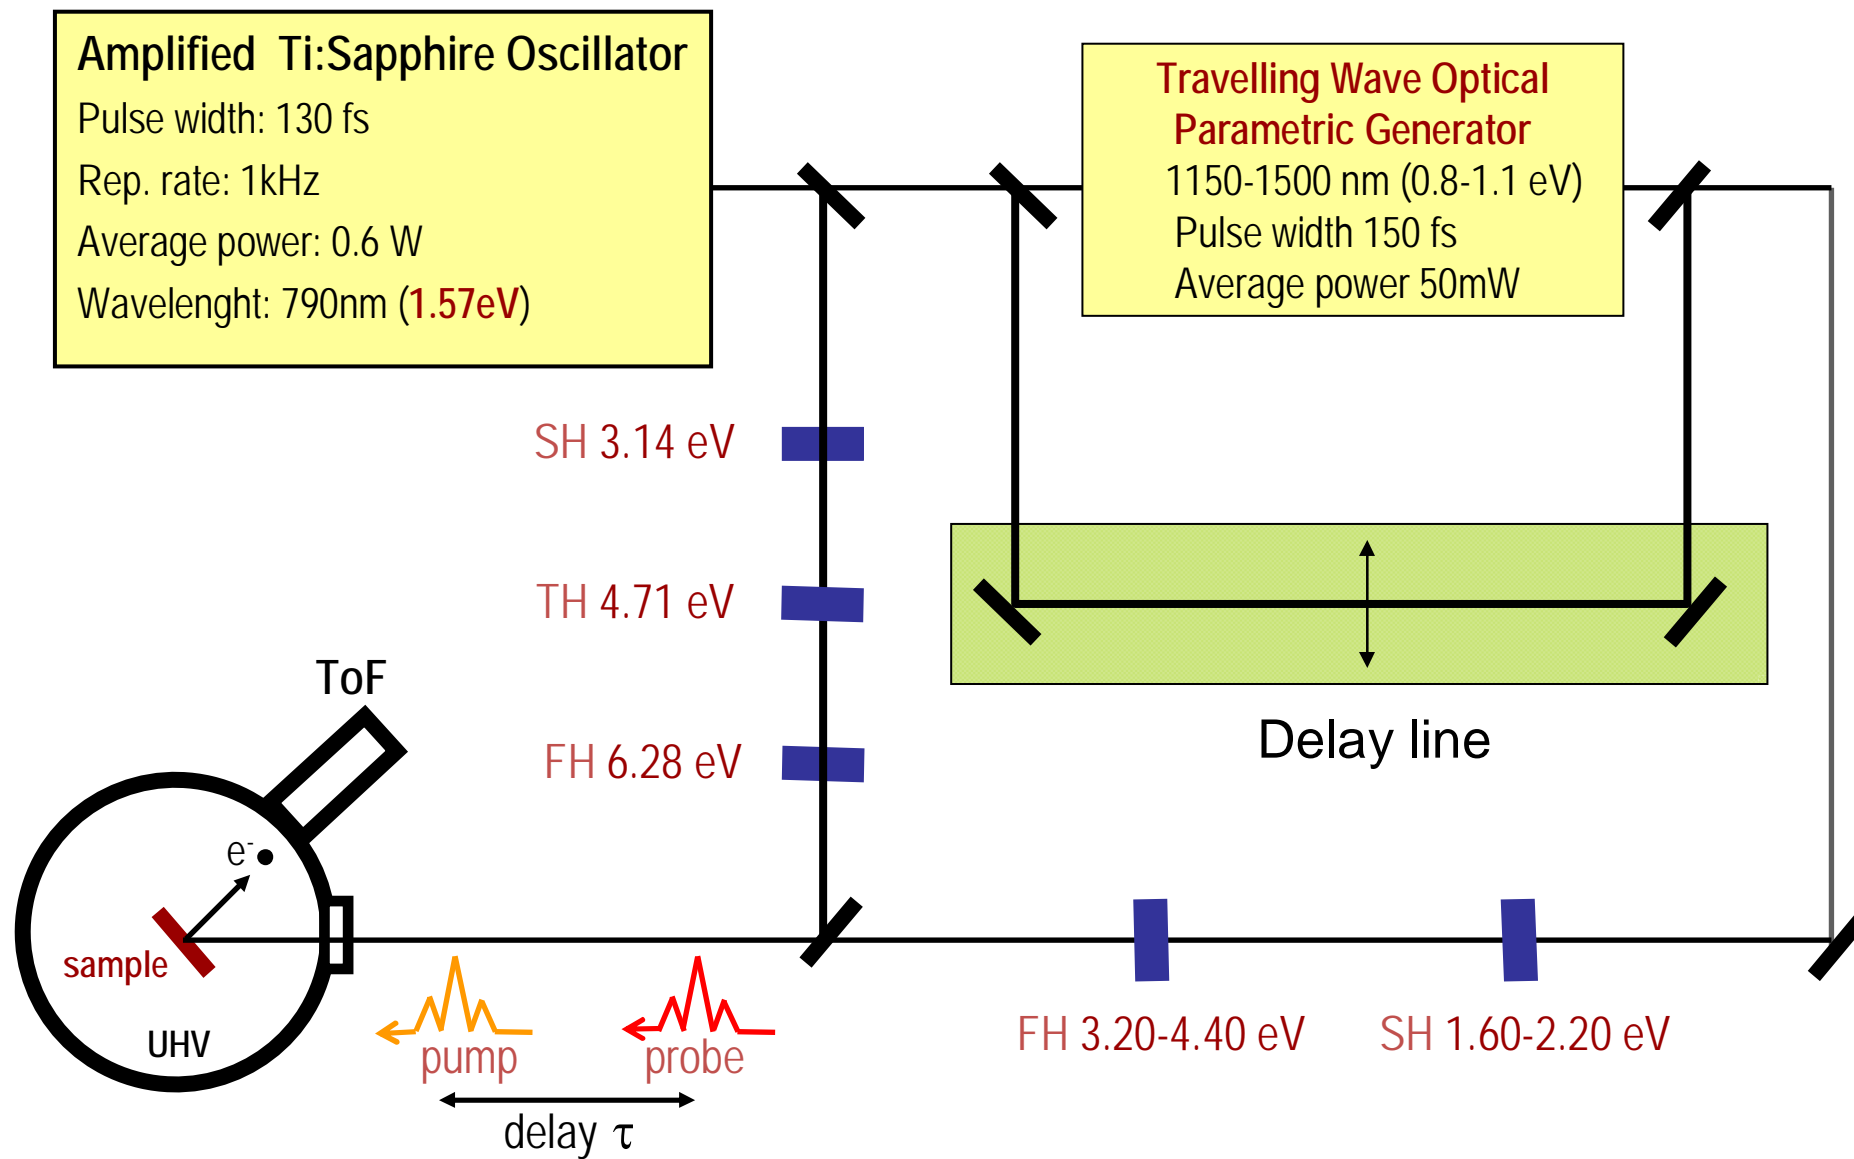 Amplified Ti:Sapphire Oscillator
Pulse width: 130 fs
Rep. rate: 1kHz
Average power: 0.6 W
Wavelenght: 790nm (1.57eV)
Travelling Wave Optical
Parametric Generator
1150-1500 nm (0.8-1.1 eV)
Pulse width 150 fs
Average power 50mW
SH 3.14 eV
TH 4.71 eV
FH 6.28 eV
Delay line
ToF
e-
sample
UHV
pump
probe
delay τ
FH 3.20-4.40 eV
SH 1.60-2.20 eV